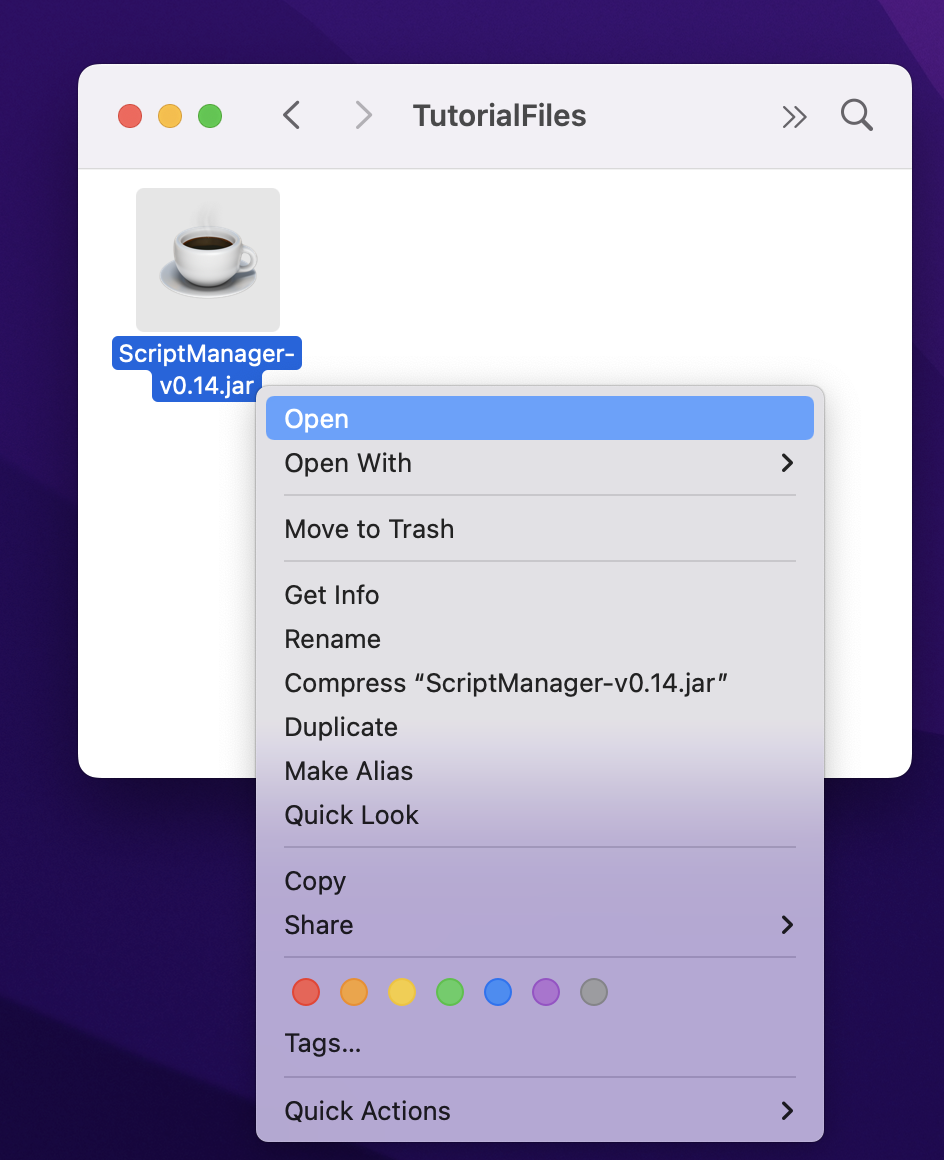 TutorialFiles
ScriptManager-
v0.14.jar
Open
Open With
Move to Trash
Get Info
Rename
Compress “ScriptManager-v0.14.jar”
Duplicate
Make Alias
Quick Look
Copy
Share
Tags...
Quick Actions